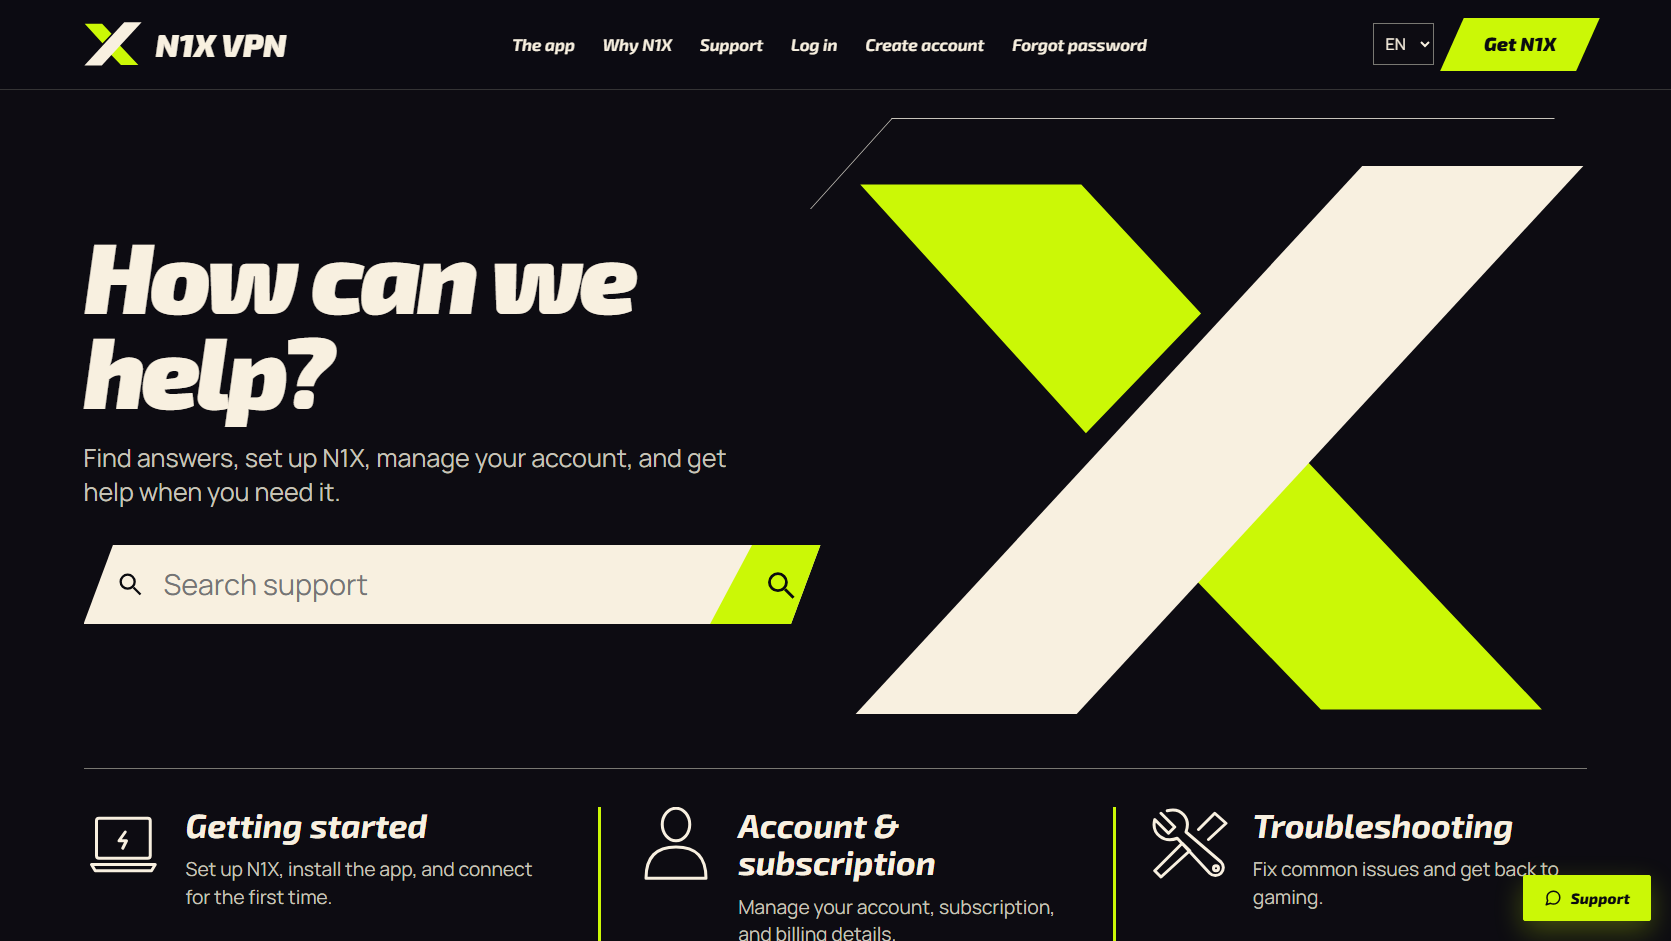 N1X VPN
The app
Why N1X
Support
Log in
Create account
Forgot password
EN
Get N1X
How can we
help?
Find answers, set up N1X, manage your account, and get
help when you need it.
Search support
Getting started
Set up N1X, install the app, and connect
for the first time.
Account &
subscription
Manage your account, subscription,
and billing details.
Troubleshooting
Fix common issues and get back to
gaming.
Support